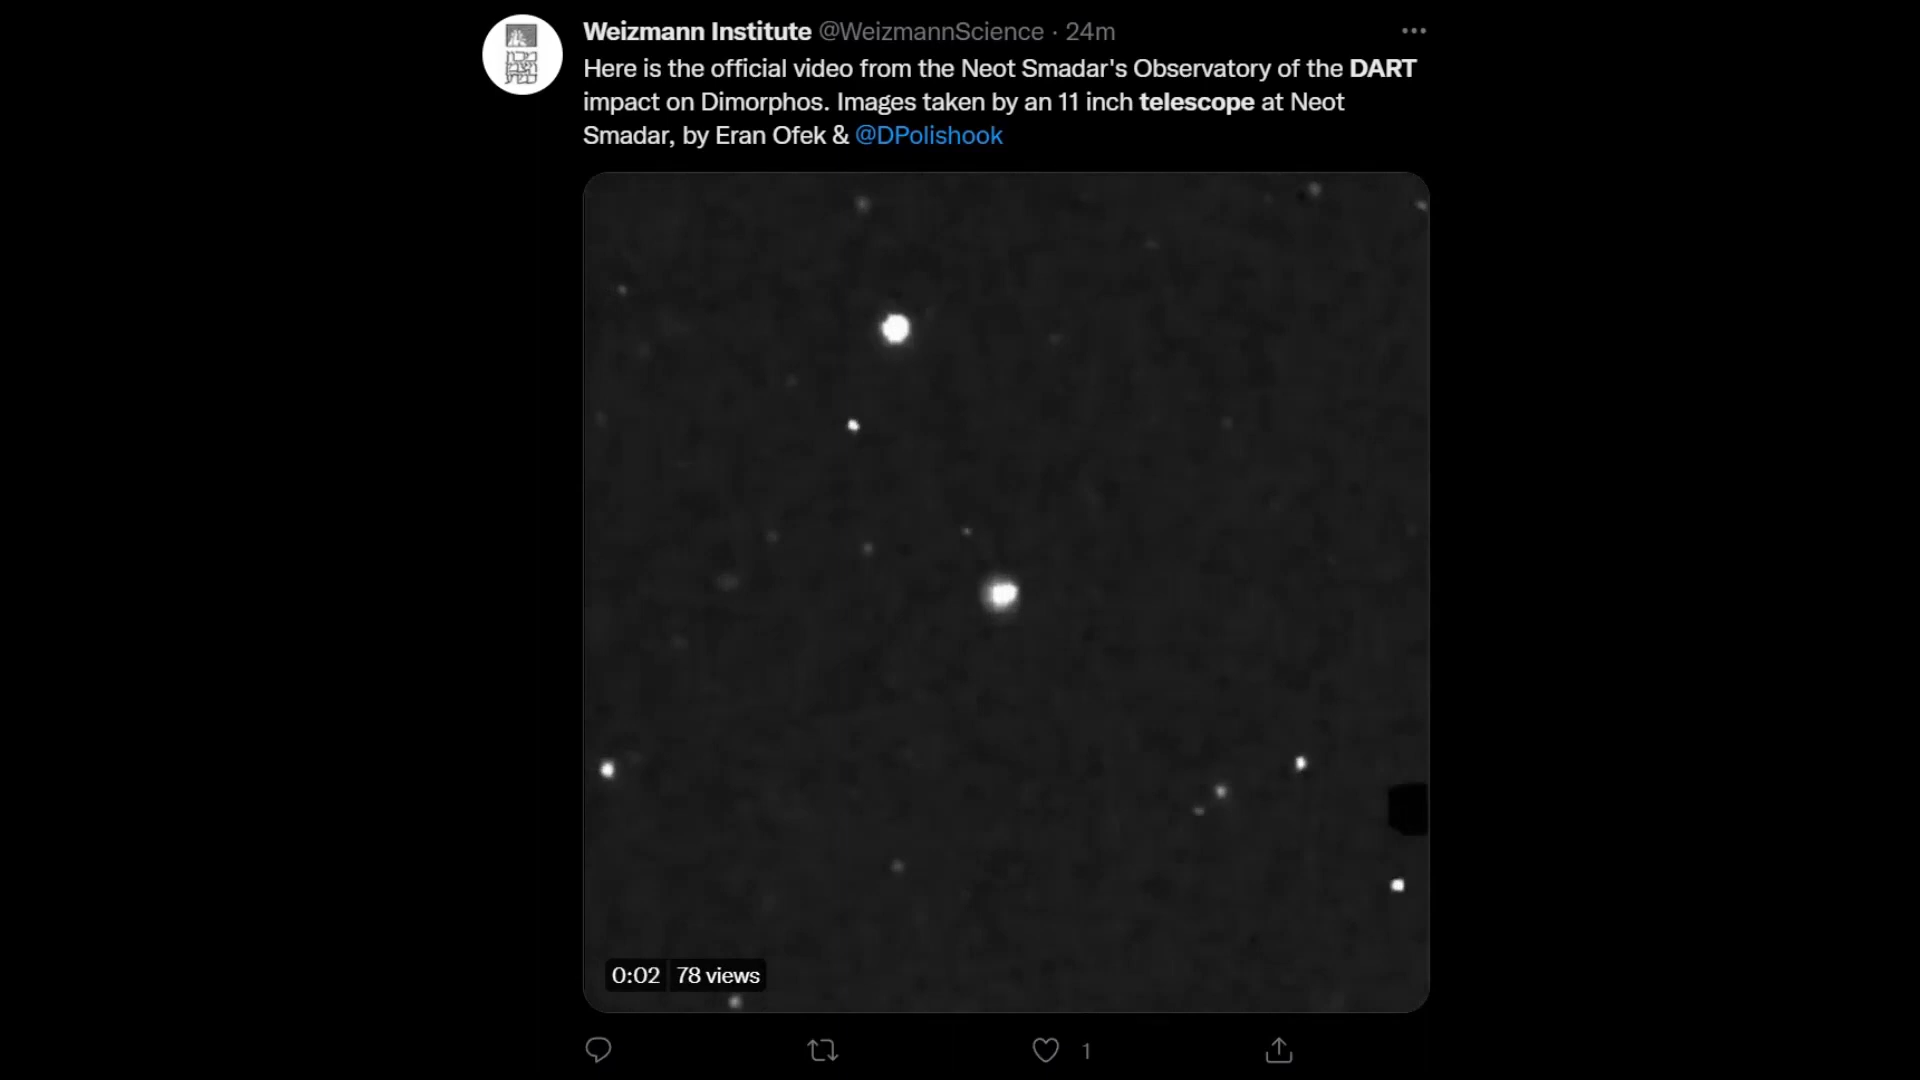 Weizmann Institute @WeizmannScience · 24m
Here is the official video from the Neot Smadar's Observatory of the DART
impact on Dimorphos. Images taken by an 11 inch telescope at Neot
Smadar, by Eran Ofek & @DPolishook
0:02 78 views
1